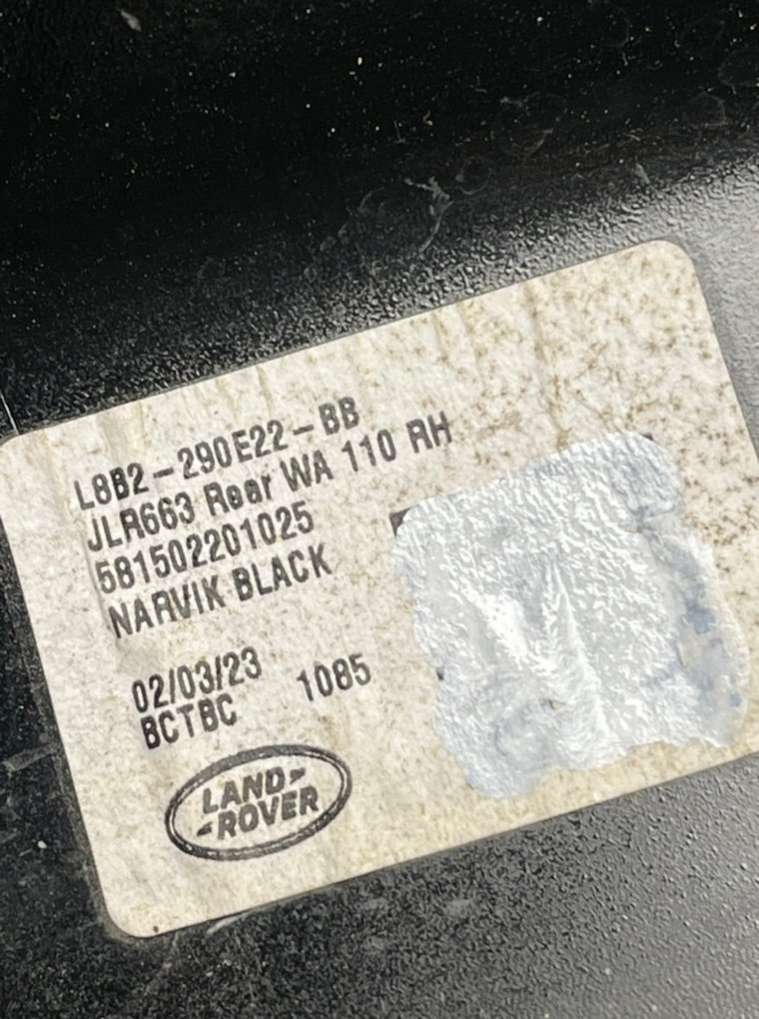 L8B2-290E22-BB
JLR663 Rear WA 110 RH
581502201025
NARVIK BLACK
02/03/23 1085
BCTBC
LAND-
-ROVER